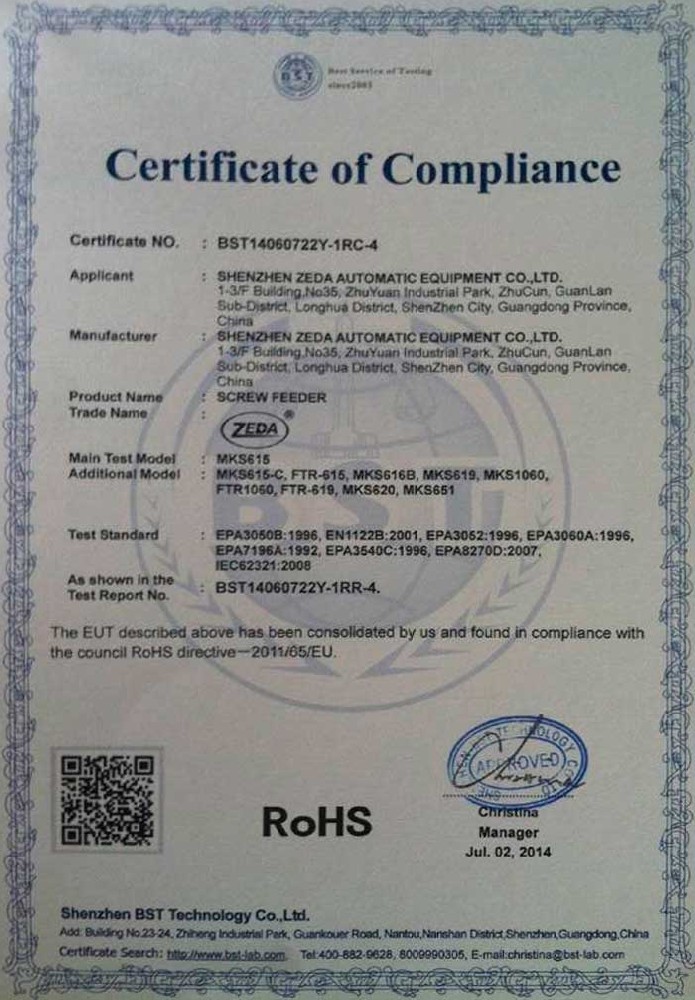 BST
Best Service of Testing
since2003
Certificate of Compliance
Certificate NO. : BST14060722Y-1RC-4
Applicant : SHENZHEN ZEDA AUTOMATIC EQUIPMENT CO.,LTD.
1-3/F Building,No35, ZhuYuan Industrial Park, ZhuCun, GuanLan
Sub-District, Longhua District, ShenZhen City, Guangdong Province,
China
Manufacturer : SHENZHEN ZEDA AUTOMATIC EQUIPMENT CO.,LTD.
1-3/F Building,No35, ZhuYuan Industrial Park, ZhuCun, GuanLan
Sub-District, Longhua District, ShenZhen City, Guangdong Province,
China
Product Name : SCREW FEEDER
Trade Name :
ZEDA®
Main Test Model : MKS615
Additional Model : MKS615-C, FTR-615, MKS616B, MKS619, MKS1060,
FTR1060, FTR-619, MKS620, MKS651
BST
Test Standard : EPA3050B:1996, EN1122B:2001, EPA3052:1996, EPA3060A:1996,
EPA7196A:1992, EPA3540C:1996, EPA8270D:2007,
IEC62321:2008
As shown in the
Test Report No. : BST14060722Y-1RR-4.
The EUT described above has been consolidated by us and found in compliance with
the council RoHS directive—2011/65/EU.
APPROVED
RoHS
Christina
Manager
Jul. 02, 2014
Shenzhen BST Technology Co.,Ltd.
Add: Building No.23-24, Zhiheng Industrial Park, Guankouer Road, Nantou,Nanshan District,Shenzhen,Guangdong,China
Certificate Search: http://www.bst-lab.com. Tel:400-882-9628, 8009990305, E-mail:christina@bst-lab.com